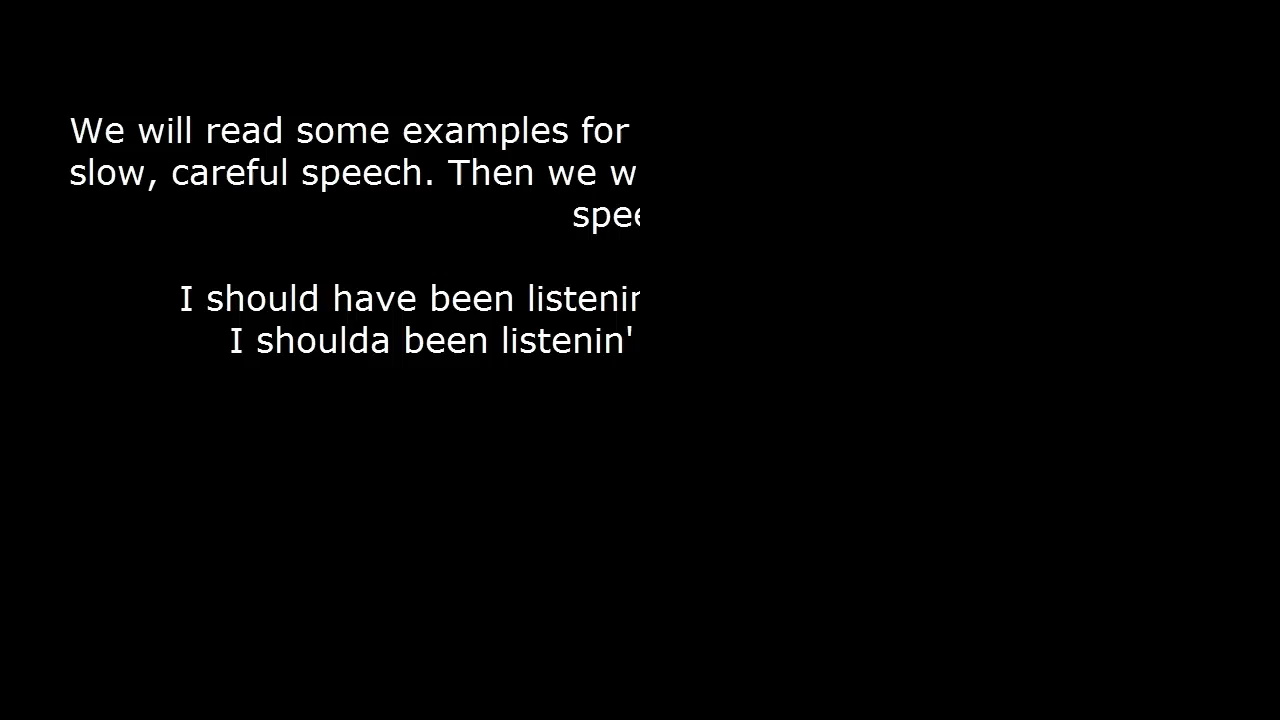 We will read some examples for
slow, careful speech. Then we
I should have been
I shoulda been listenin'